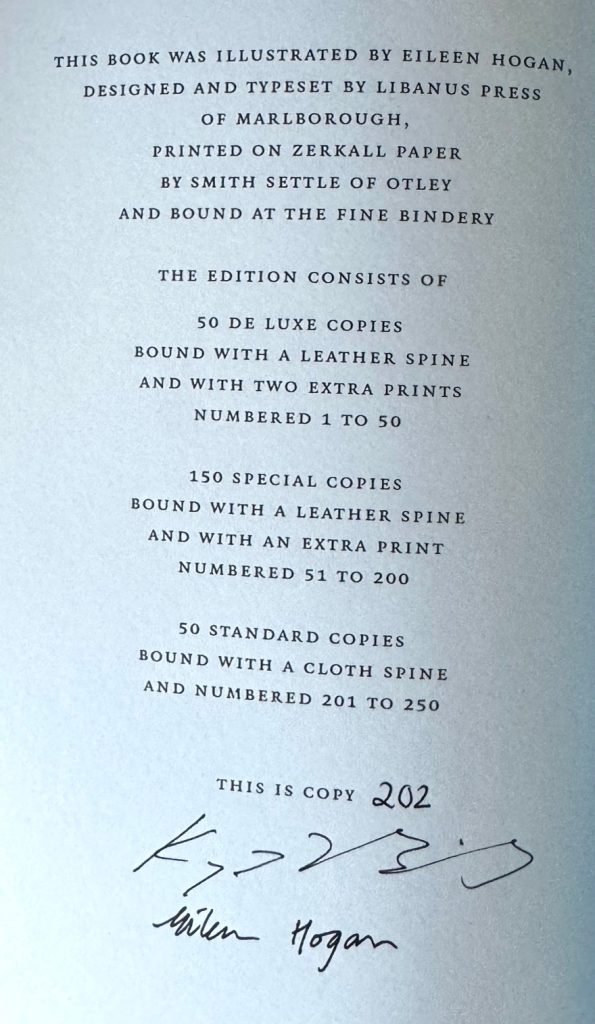 THIS BOOK WAS ILLUSTRATED BY EILEEN HOGAN,
DESIGNED AND TYPESET BY LIBANUS PRESS
OF MARLBOROUGH,
PRINTED ON ZERKALL PAPER
BY SMITH SETTLE OF OTLEY
AND BOUND AT THE FINE BINDERY
THE EDITION CONSISTS OF
50 DE LUXE COPIES
BOUND WITH A LEATHER SPINE
AND WITH TWO EXTRA PRINTS
NUMBERED 1 TO 50
150 SPECIAL COPIES
BOUND WITH A LEATHER SPINE
AND WITH AN EXTRA PRINT
NUMBERED 51 TO 200
50 STANDARD COPIES
BOUND WITH A CLOTH SPINE
AND NUMBERED 201 TO 250
THIS IS COPY 202
Eileen Hogan